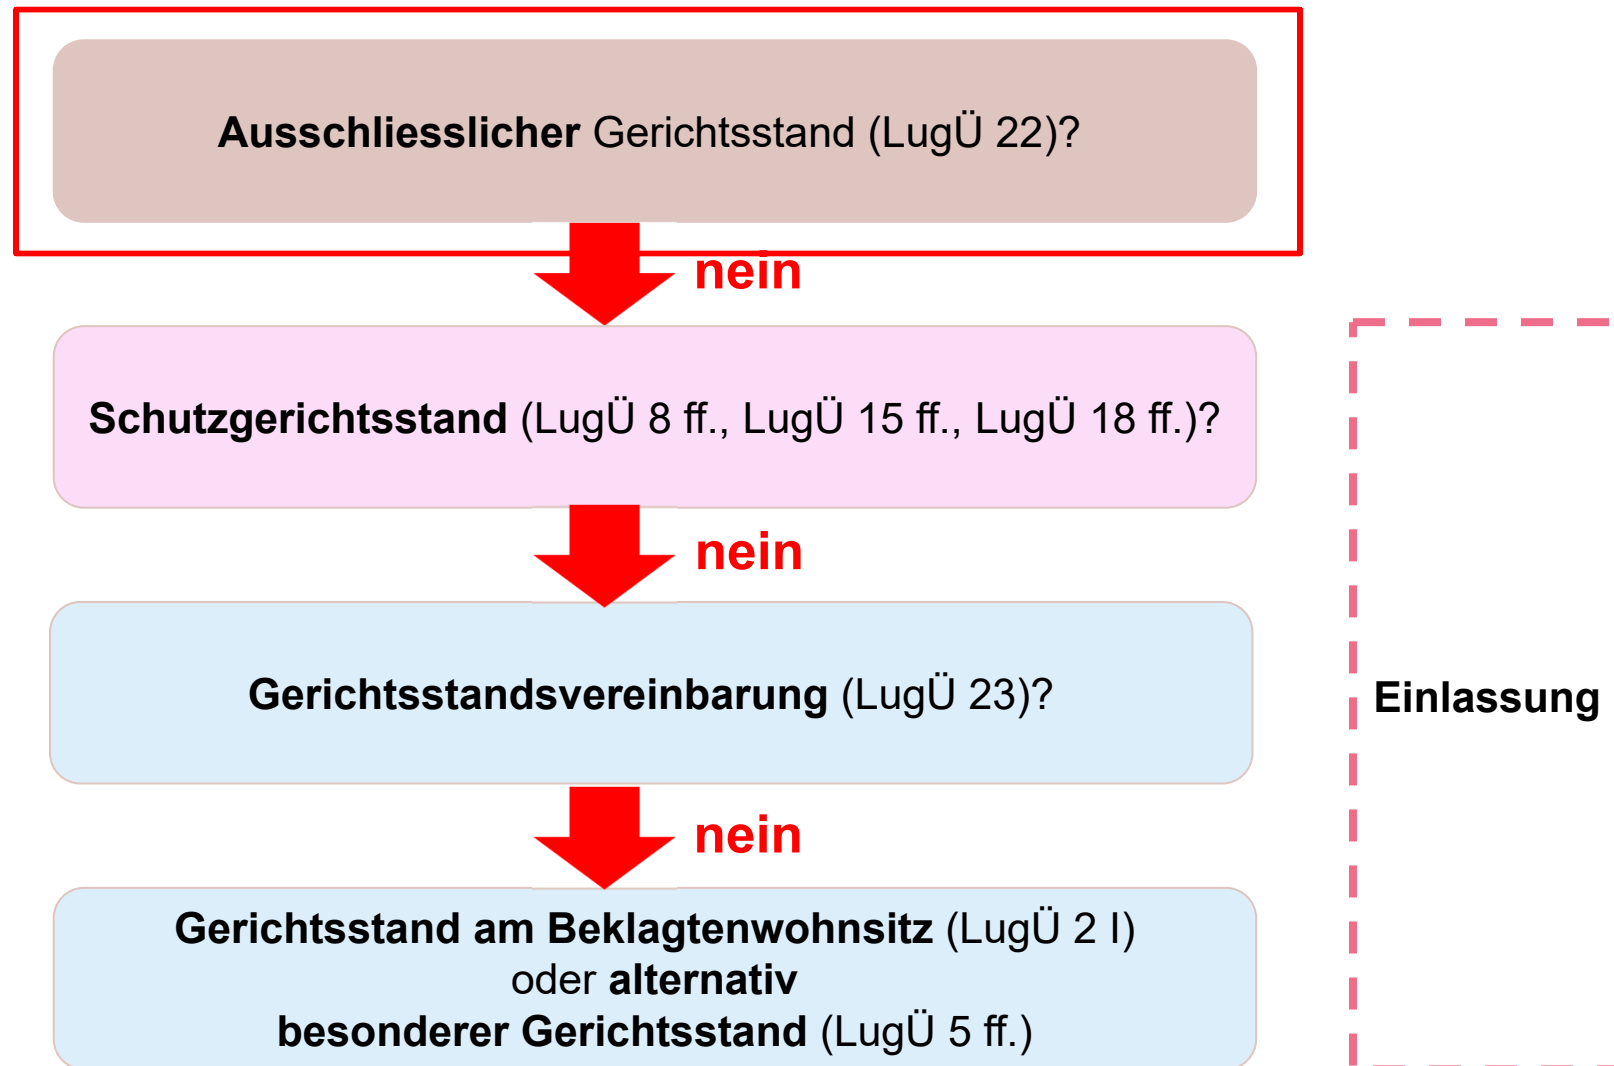 Ausschliesslicher Gerichtsstand (LugÜ 22)?
nein
Schutzgerichtsstand (LugÜ 8 ff., LugÜ 15 ff., LugÜ 18 ff.)?
nein
Gerichtsstandsvereinbarung (LugÜ 23)?
Einlassung
nein
Gerichtsstand am Beklagtenwohnsitz (LugÜ 2 I)
oder alternativ
besonderer Gerichtsstand (LugÜ 5 ff.)